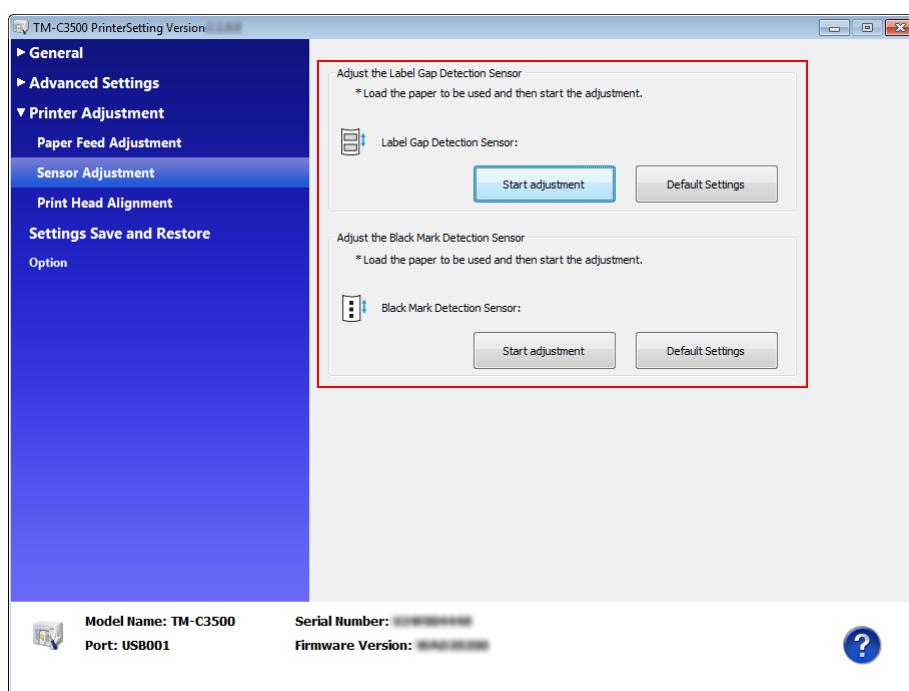 TM-C3500 PrinterSetting Version
General
Advanced Settings
Printer Adjustment
Paper Feed Adjustment
Sensor Adjustment
Print Head Alignment
Settings Save and Restore
Option
Adjust the Label Gap Detection Sensor
*Load the paper to be used and then start the adjustment.
Label Gap Detection Sensor:
Start adjustment Default Settings
Adjust the Black Mark Detection Sensor
*Load the paper to be used and then start the adjustment.
Black Mark Detection Sensor:
Start adjustment Default Settings
Model Name: TM-C3500 Serial Number:
Port: USB001 Firmware Version:
?